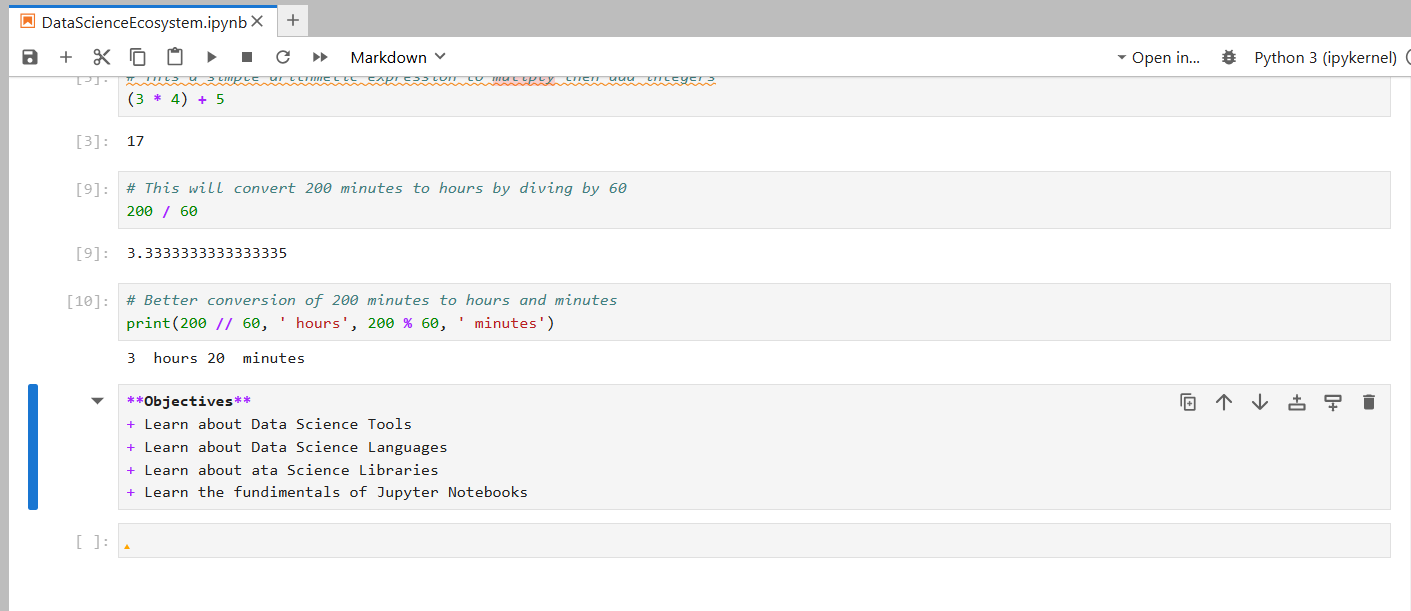 DataScienceEcosystem.ipynb
Markdown
Open in...
Python 3 (ipykernel)
# This a simple arithmetic expression to mutiply then add integers
(3 * 4) + 5
[3]:
17
[9]:
# This will convert 200 minutes to hours by diving by 60
200 / 60
[9]:
3.3333333333333335
[10]:
# Better conversion of 200 minutes to hours and minutes
print(200 // 60, ' hours', 200 % 60, ' minutes')
3  hours 20  minutes
**Objectives**
+ Learn about Data Science Tools
+ Learn about Data Science Languages
+ Learn about ata Science Libraries
+ Learn the fundimentals of Jupyter Notebooks
[ ]: